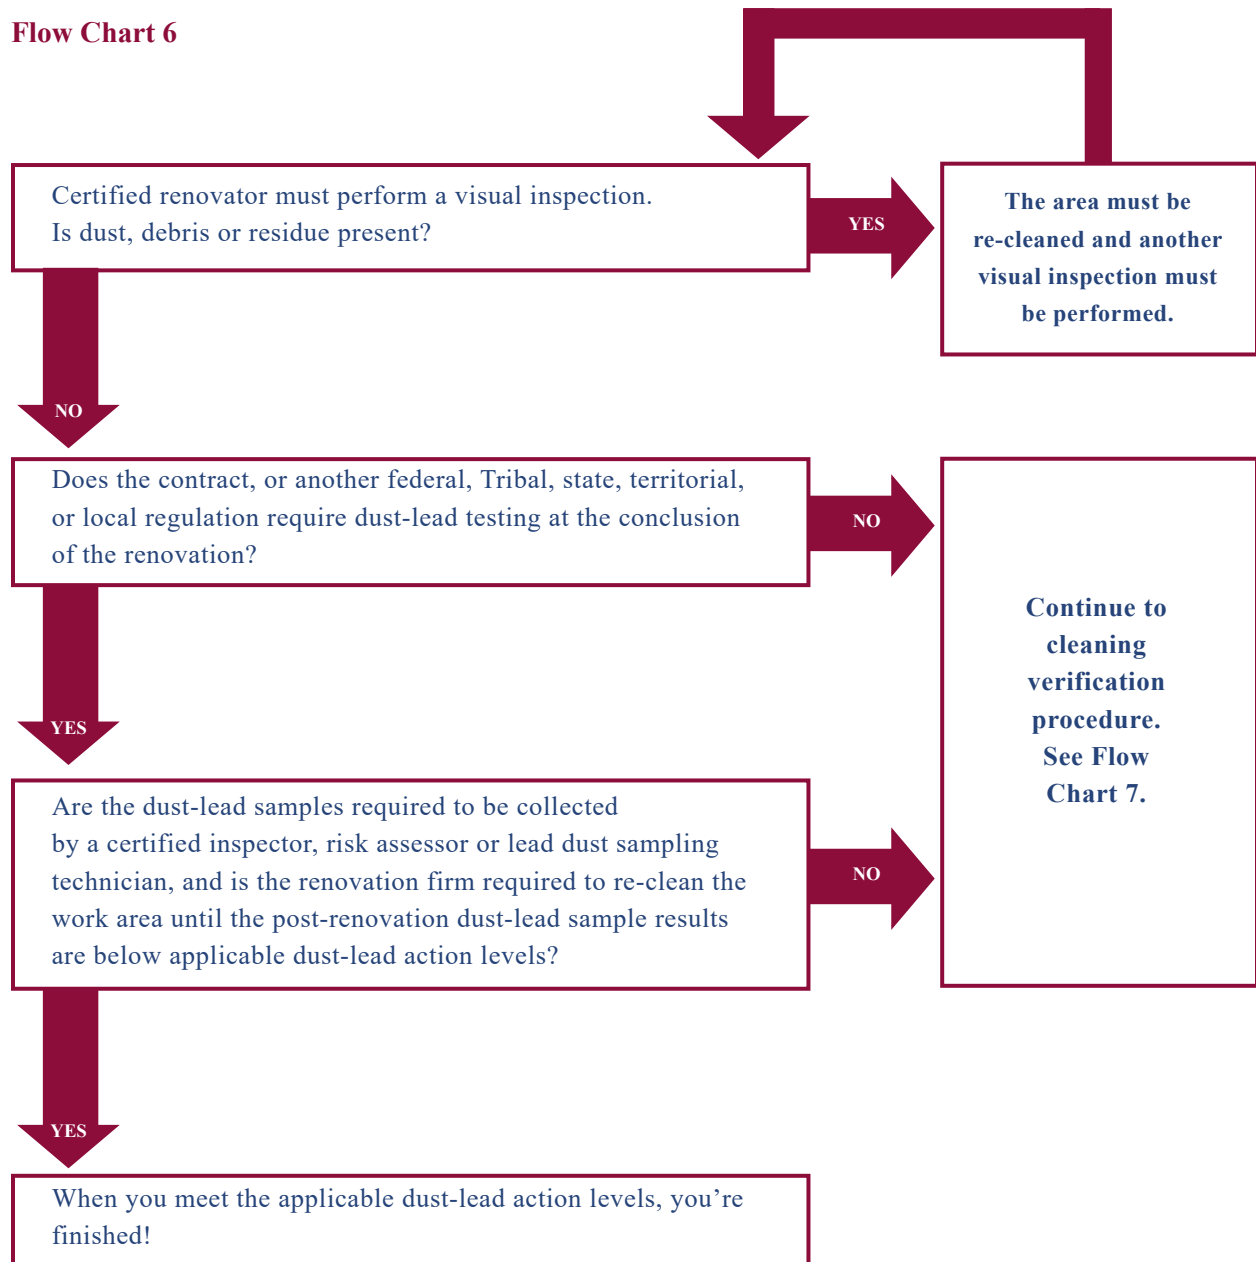 Flow Chart 6
Certified renovator must perform a visual inspection.
Is dust, debris or residue present?
YES
The area must be
re-cleaned and another
visual inspection must
be performed.
NO
Does the contract, or another federal, Tribal, state, territorial,
or local regulation require dust-lead testing at the conclusion
of the renovation?
NO
Continue to
cleaning
verification
procedure.
See Flow
Chart 7.
YES
Are the dust-lead samples required to be collected
by a certified inspector, risk assessor or lead dust sampling
technician, and is the renovation firm required to re-clean the
work area until the post-renovation dust-lead sample results
are below applicable dust-lead action levels?
NO
YES
When you meet the applicable dust-lead action levels, you’re
finished!